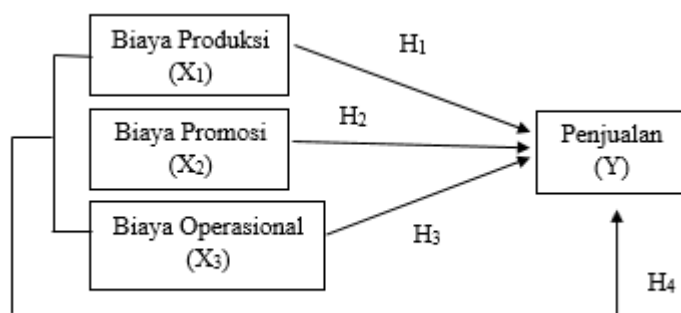 Biaya Produksi
(X₁)
H₁
Biaya Promosi
(X₂)
H₂
Penjualan
(Y)
Biaya Operasional
(X₃)
H₃
H₄